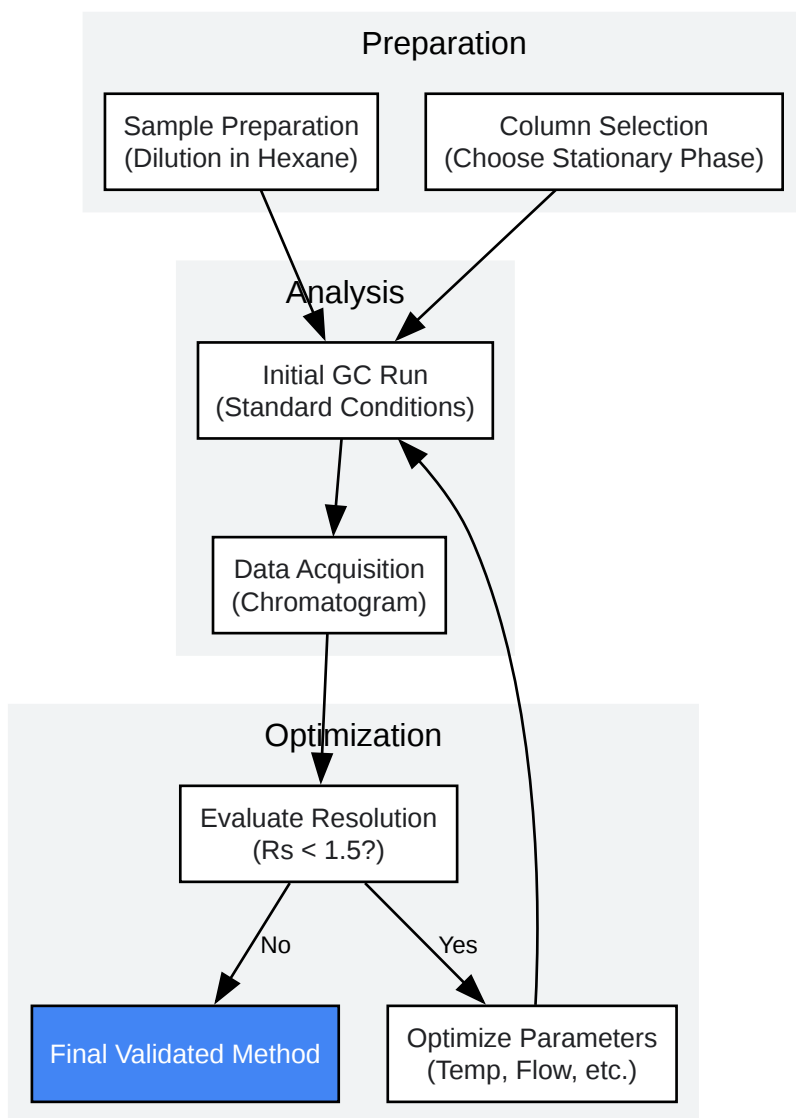 Preparation
Sample Preparation
(Dilution in Hexane)
Column Selection
(Choose Stationary Phase)
Analysis
Initial GC Run
(Standard Conditions)
Data Acquisition
(Chromatogram)
Optimization
Evaluate Resolution
(Rs < 1.5?)
No
Yes
Final Validated Method
Optimize Parameters
(Temp, Flow, etc.)